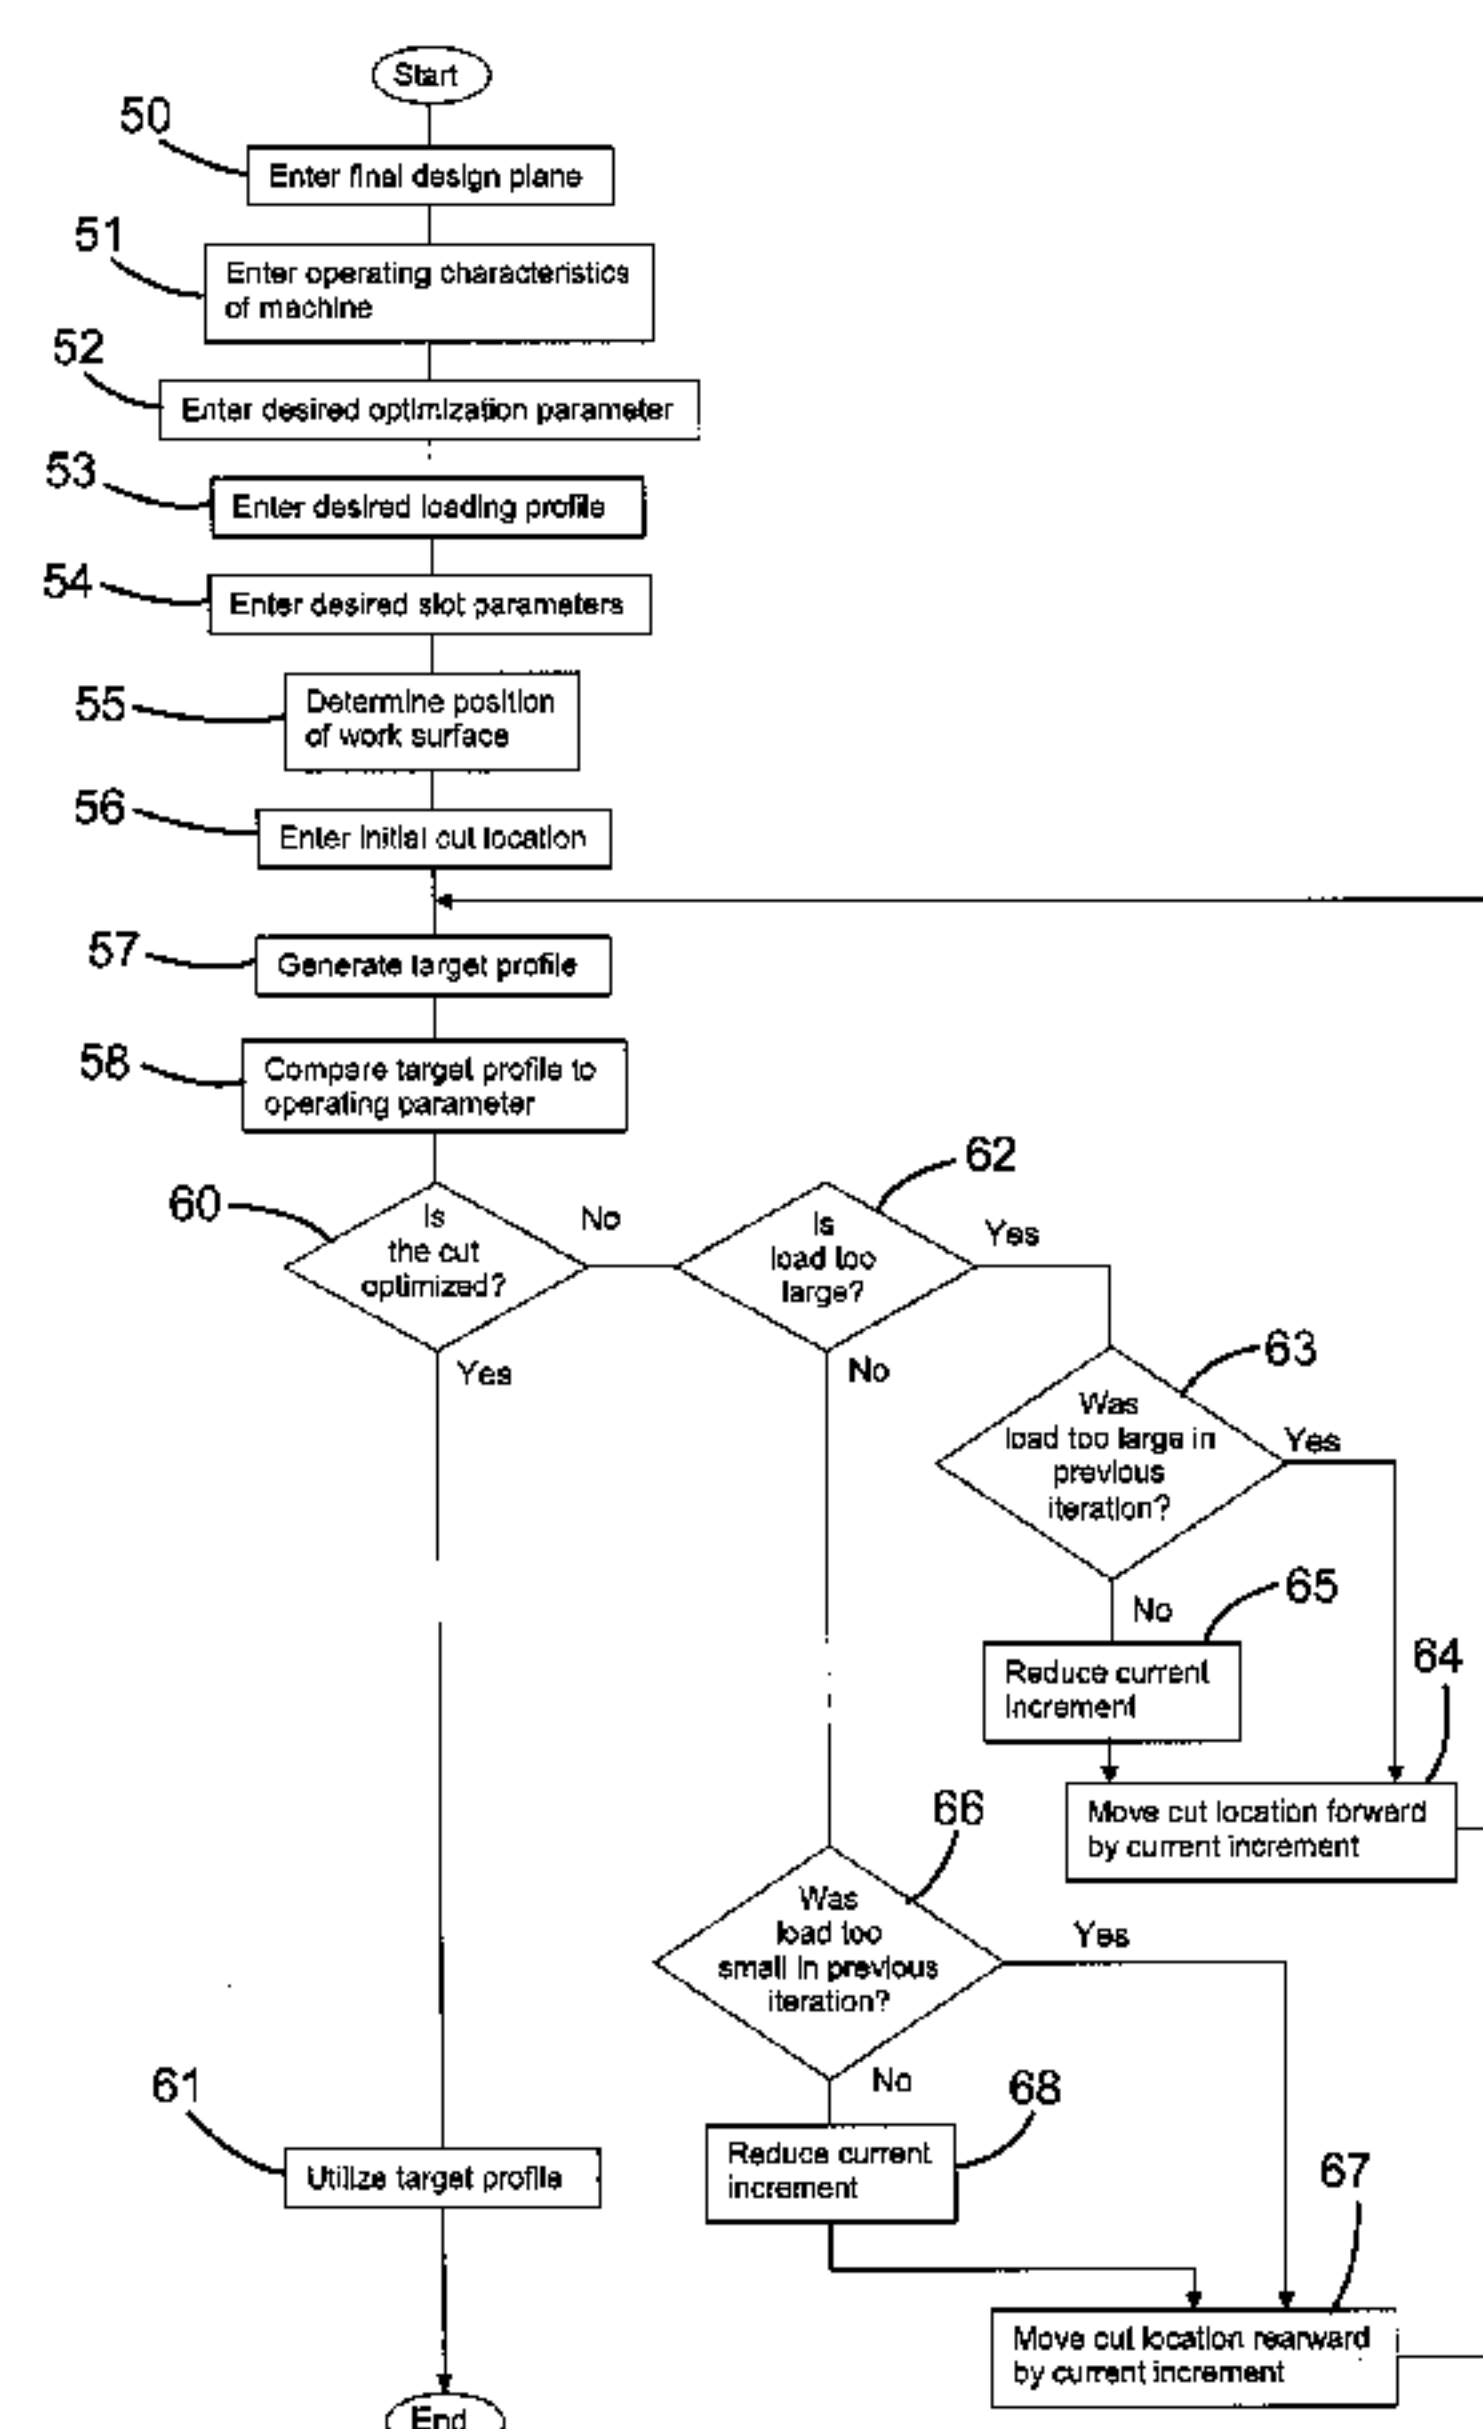 Start
50
Enter final design plane
51
Enter operating characteristics
of machine
52
Enter desired optimization parameter
53
Enter desired loading profile
54
Enter desired slot parameters
55
Determine position
of work surface
56
Enter initial cut location
57
Generate target profile
58
Compare target profile to
operating parameter
60
Is
the cut
optimized?
No
Yes
62
Is
load too
large?
Yes
No
63
Was
load too large in
previous
iteration?
Yes
No
65
Reduce current
increment
64
Move cut location forward
by current increment
66
Was
load too
small in previous
iteration?
Yes
No
68
Reduce current
increment
67
Move cut location rearward
by current increment
61
Utilize target profile
End